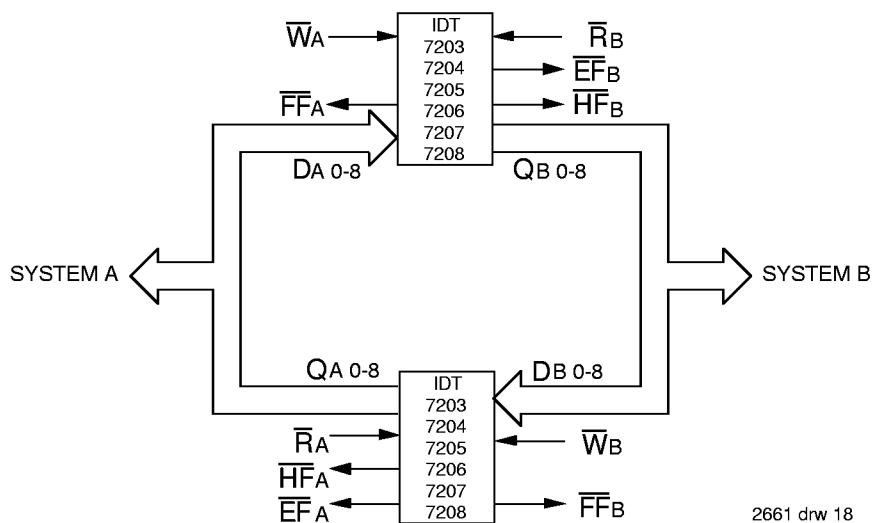 IDT
7203
7204
7205
7206
7207
7208
W̅A
F̅F̅A
DA 0-8
R̅B
E̅F̅B
H̅F̅B
QB 0-8
SYSTEM A
SYSTEM B
QA 0-8
R̅A
H̅F̅A
E̅F̅A
IDT
7203
7204
7205
7206
7207
7208
DB 0-8
W̅B
F̅F̅B
2661 drw 18